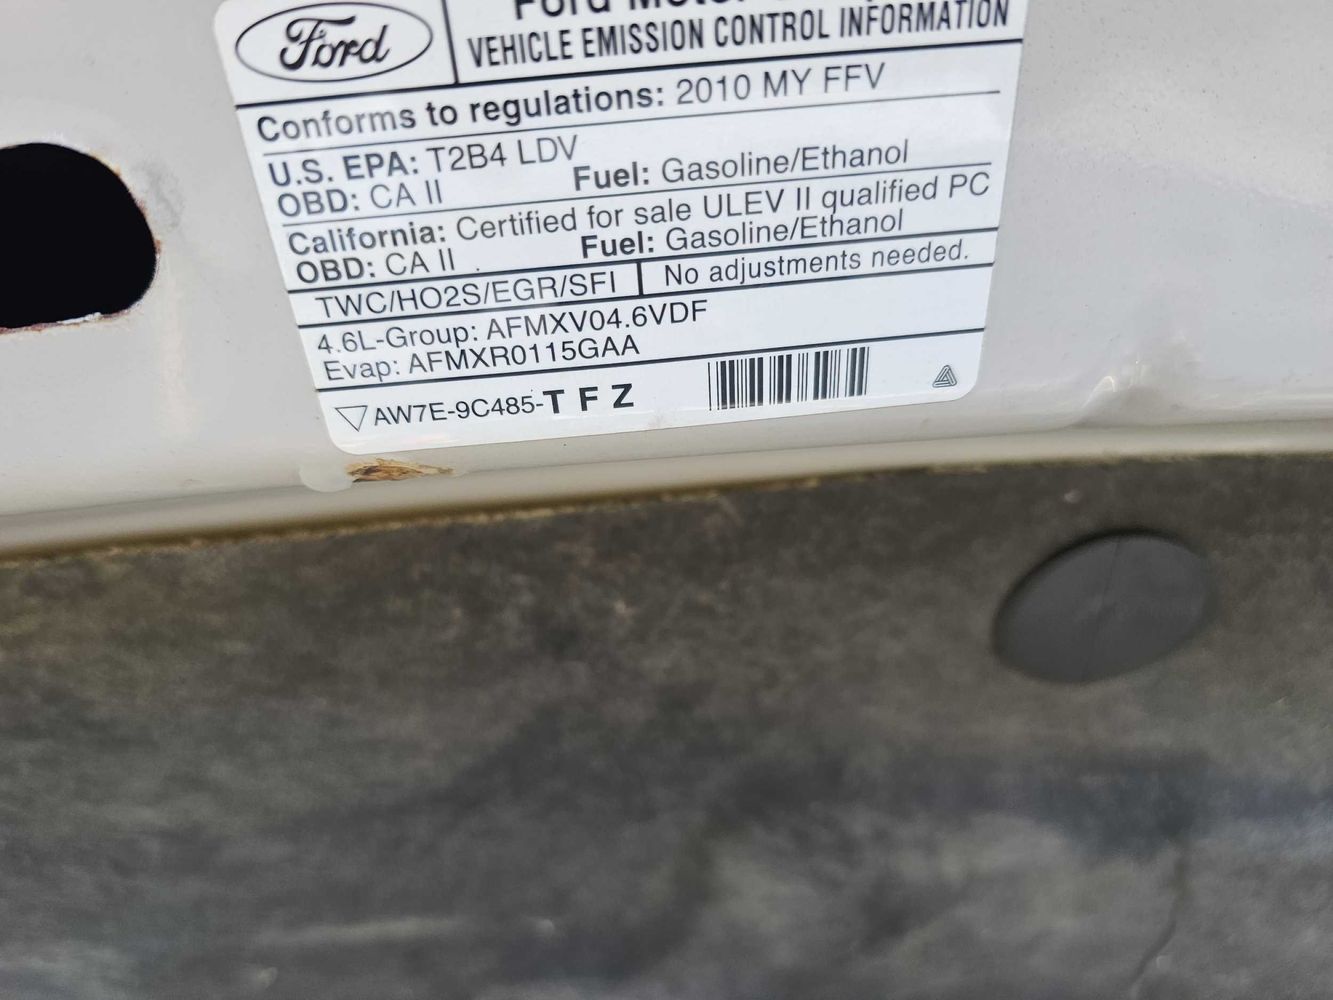 Ford
Ford Motor
VEHICLE EMISSION CONTROL INFORMATION
Conforms to regulations: 2010 MY FFV
U.S. EPA: T2B4 LDV
OBD: CA II Fuel: Gasoline/Ethanol
California: Certified for sale ULEV II qualified PC
OBD: CA II Fuel: Gasoline/Ethanol
TWC/HO2S/EGR/SFI No adjustments needed.
4.6L-Group: AFMXV04.6VDF
Evap: AFMXR0115GAA
AW7E-9C485-T F Z